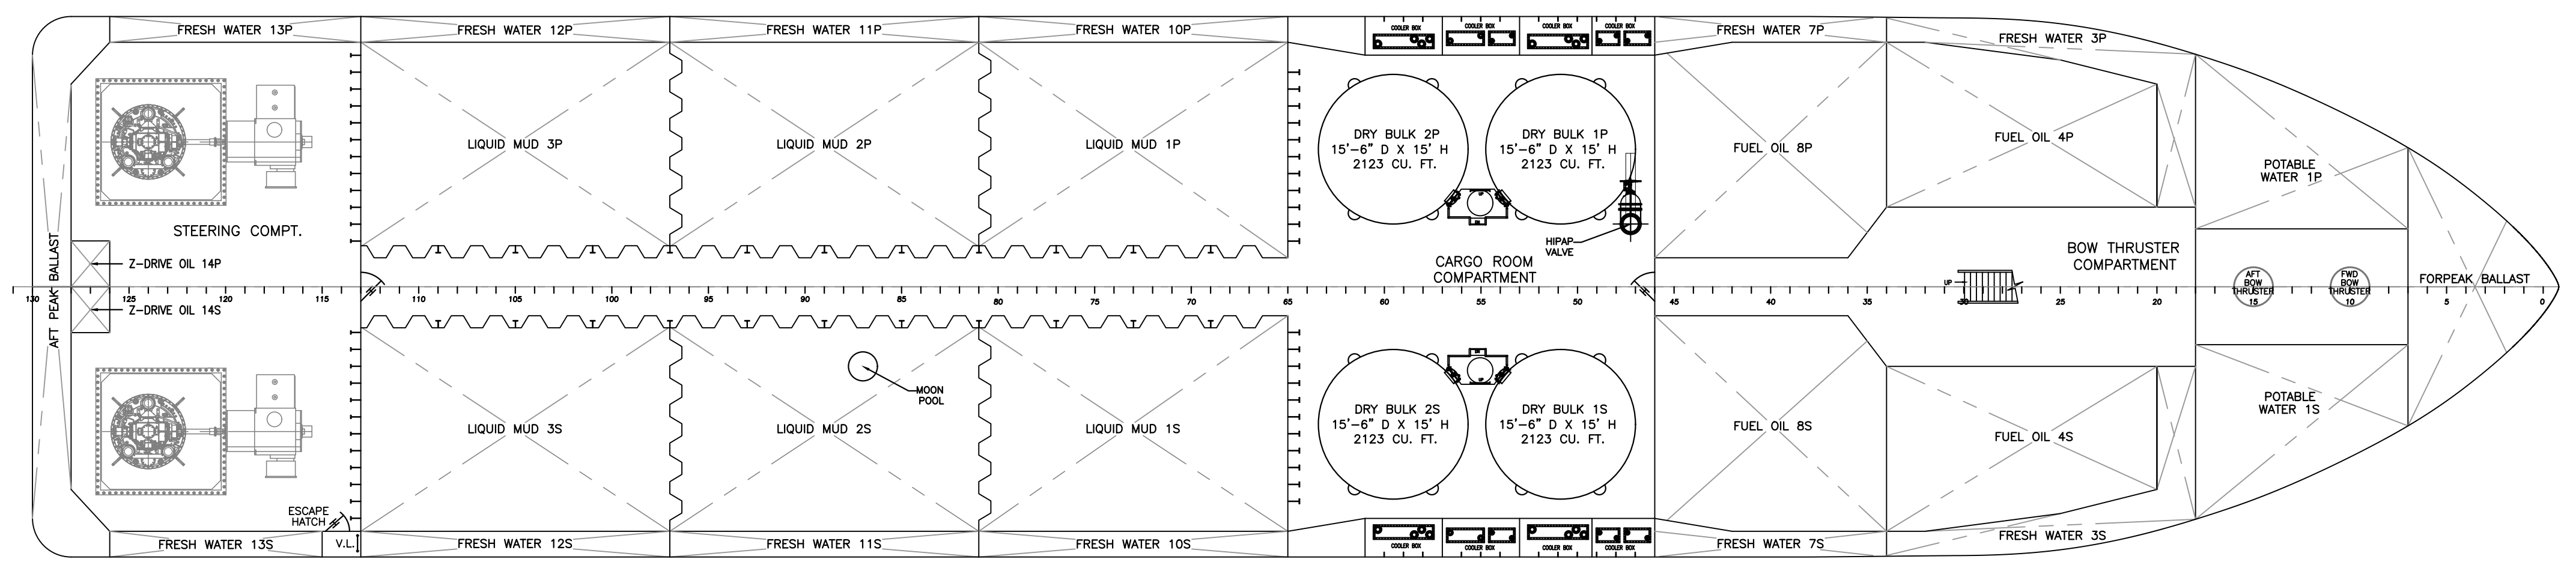 FRESH WATER 13P
FRESH WATER 12P
FRESH WATER 11P
FRESH WATER 10P
COOLER BOX
COOLER BOX
COOLER BOX
COOLER BOX
FRESH WATER 7P
FRESH WATER 3P
LIQUID MUD 3P
LIQUID MUD 2P
LIQUID MUD 1P
DRY BULK 2P
15'-6" D X 15' H
2123 CU. FT.
DRY BULK 1P
15'-6" D X 15' H
2123 CU. FT.
FUEL OIL 8P
FUEL OIL 4P
POTABLE
WATER 1P
STEERING COMPT.
HIPAP
VALVE
CARGO ROOM
COMPARTMENT
BOW THRUSTER
COMPARTMENT
AFT PEAK BALLAST
Z-DRIVE OIL 14P
Z-DRIVE OIL 14S
UP
AFT
BOW
THRUSTER
FWD
BOW
THRUSTER
FORPEAK BALLAST
130 125 120 115 110 105 100 95 90 85 80 75 70 65 60 55 50 45 40 35 30 25 20 15 10 5 0
MOON
POOL
LIQUID MUD 3S
LIQUID MUD 2S
LIQUID MUD 1S
DRY BULK 2S
15'-6" D X 15' H
2123 CU. FT.
DRY BULK 1S
15'-6" D X 15' H
2123 CU. FT.
FUEL OIL 8S
FUEL OIL 4S
POTABLE
WATER 1S
ESCAPE
HATCH
FRESH WATER 13S
V.L.
FRESH WATER 12S
FRESH WATER 11S
FRESH WATER 10S
COOLER BOX
COOLER BOX
COOLER BOX
COOLER BOX
FRESH WATER 7S
FRESH WATER 3S